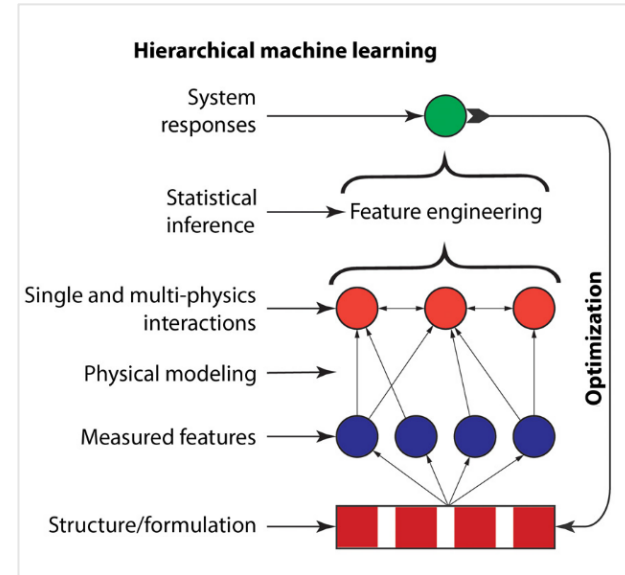 Hierarchical machine learning
System
responses
Statistical
inference
Feature engineering
Single and multi-physics
interactions
Optimization
Physical modeling
Measured features
Structure/formulation